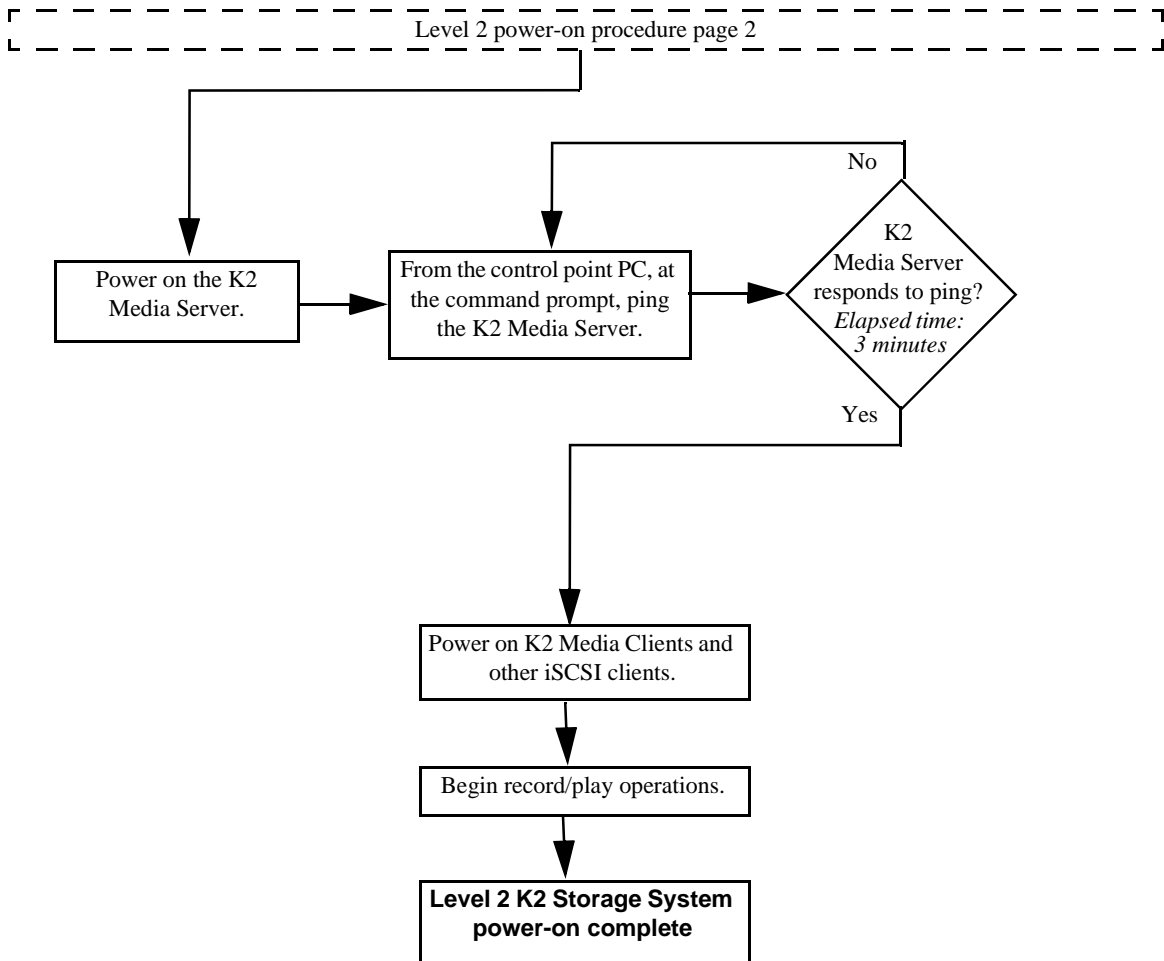 Level 2 power-on procedure page 2
No
Power on the K2
Media Server.
From the control point PC, at
the command prompt, ping
the K2 Media Server.
K2
Media Server
responds to ping?
Elapsed time:
3 minutes
Yes
Power on K2 Media Clients and
other iSCSI clients.
Begin record/play operations.
Level 2 K2 Storage System
power-on complete